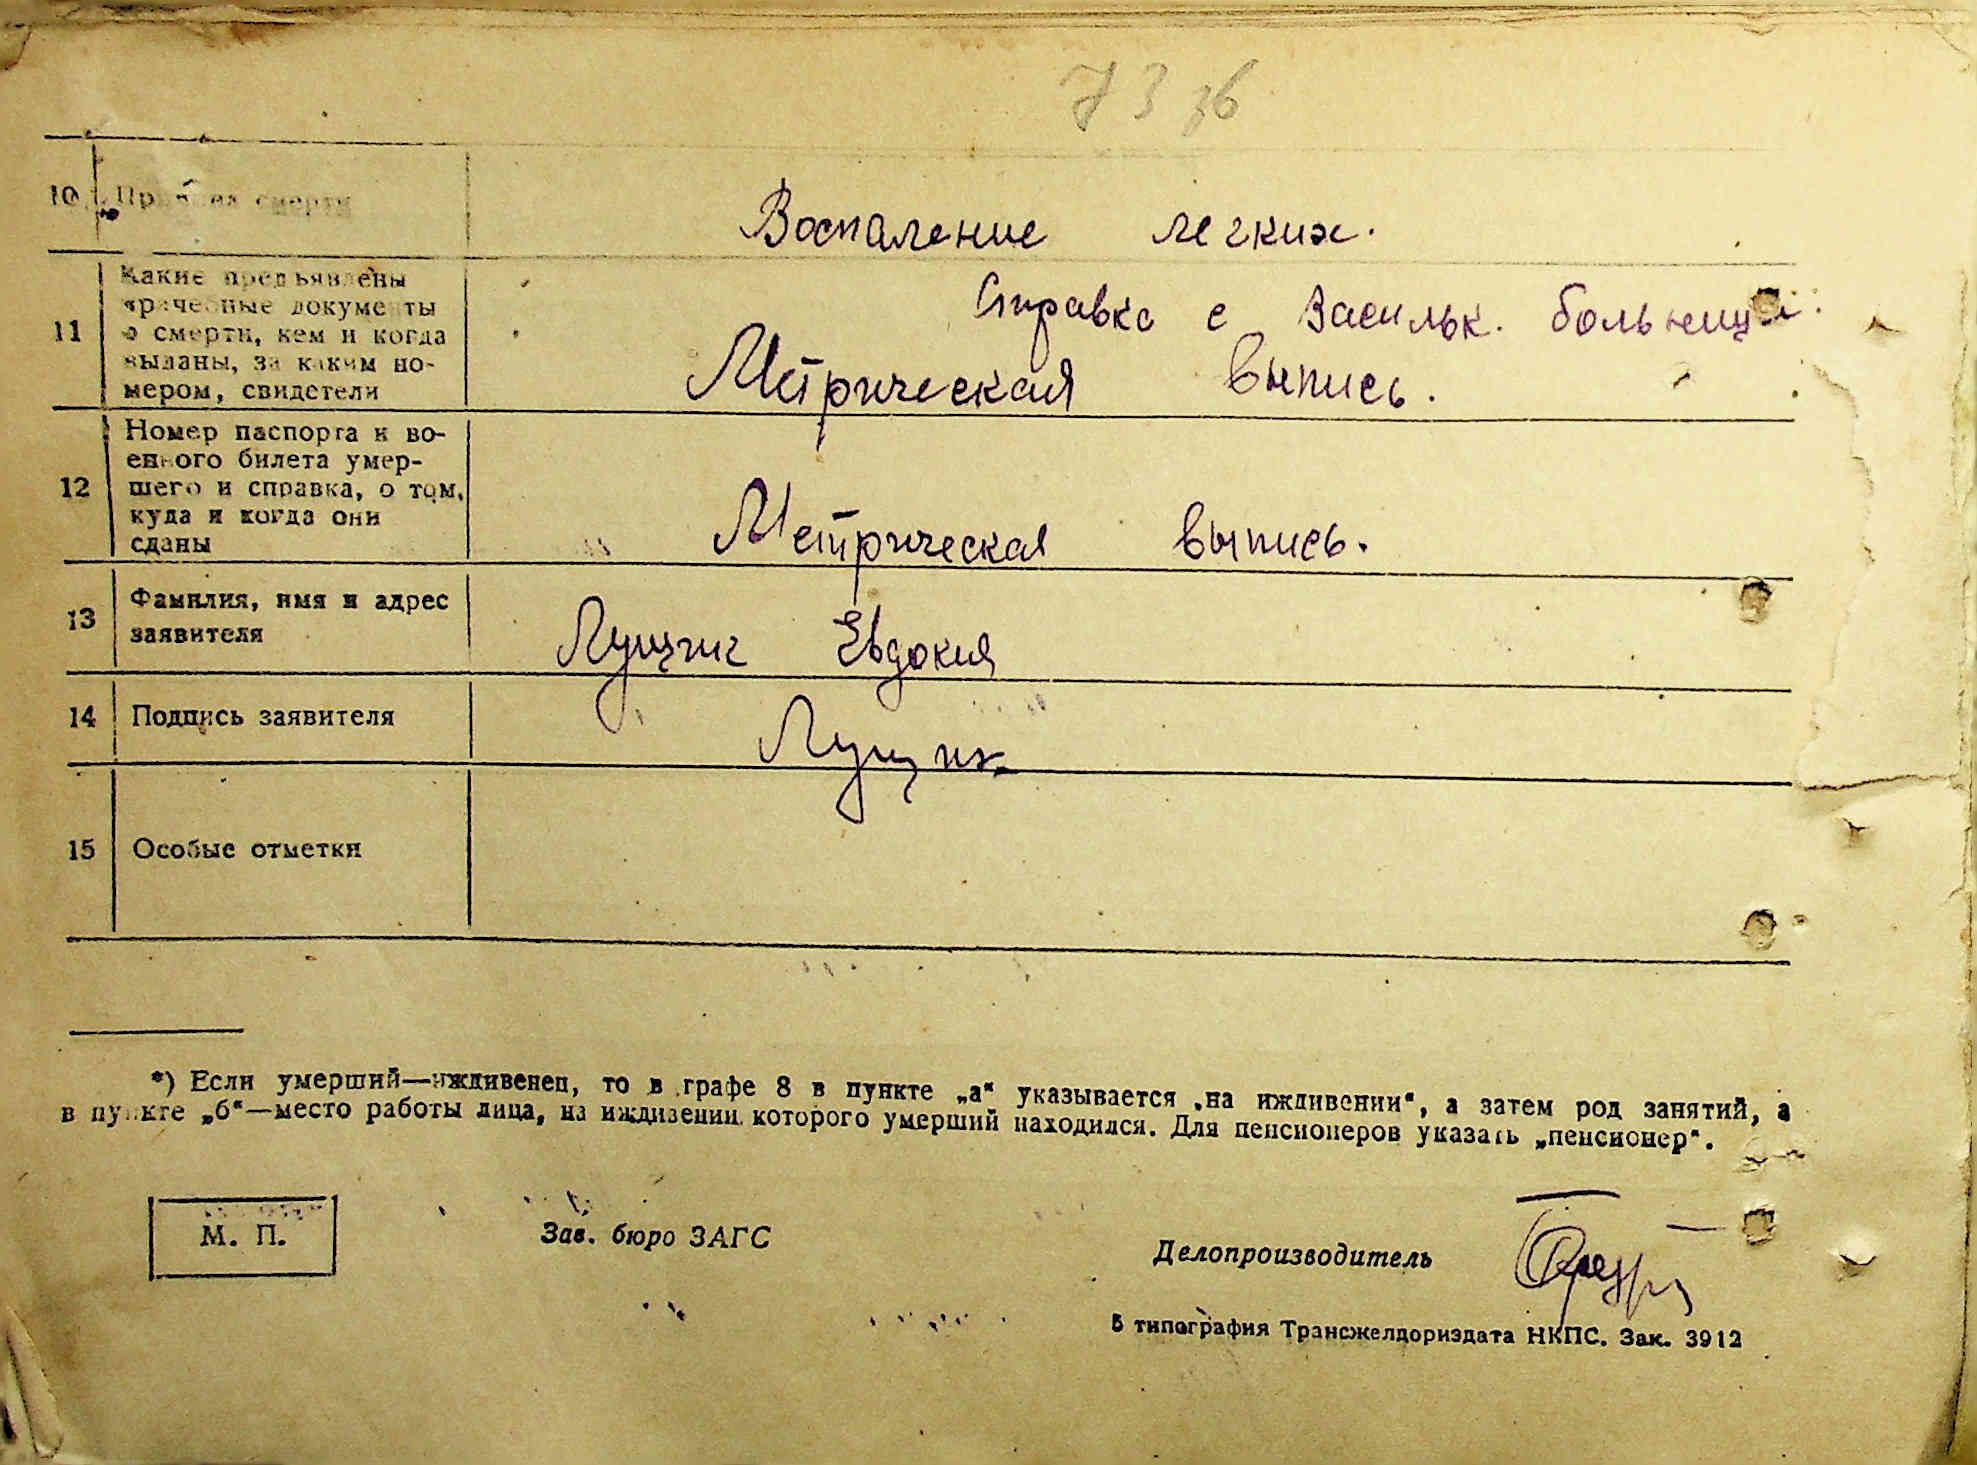 73 зб
10 Причина смерти
Воспаление легких.
11 Какие предъявлены
врачебные документы
о смерти, кем и когда
выданы, за каким но-
мером, свидетели
Справка с Васильк. больницы.
Метрическая выпись.
12 Номер паспорта и во-
енного билета умер-
шего и справка, о том,
куда и когда они
сданы
Метрическая выпись.
13 Фамилия, имя и адрес
заявителя
Лущик Евдокия
14 Подпись заявителя
Лущик
15 Особые отметки
*) Если умерший—иждивенец, то в графе 8 в пункте „а“ указывается „на иждивении“, а затем род занятий, а
в пункте „б“—место работы лица, на иждивении которого умерший находился. Для пенсионеров указать „пенсионер“.
М. П.
Зав. бюро ЗАГС
Делопроизводитель
5 типография Трансжелдориздата НКПС. Зак. 3912